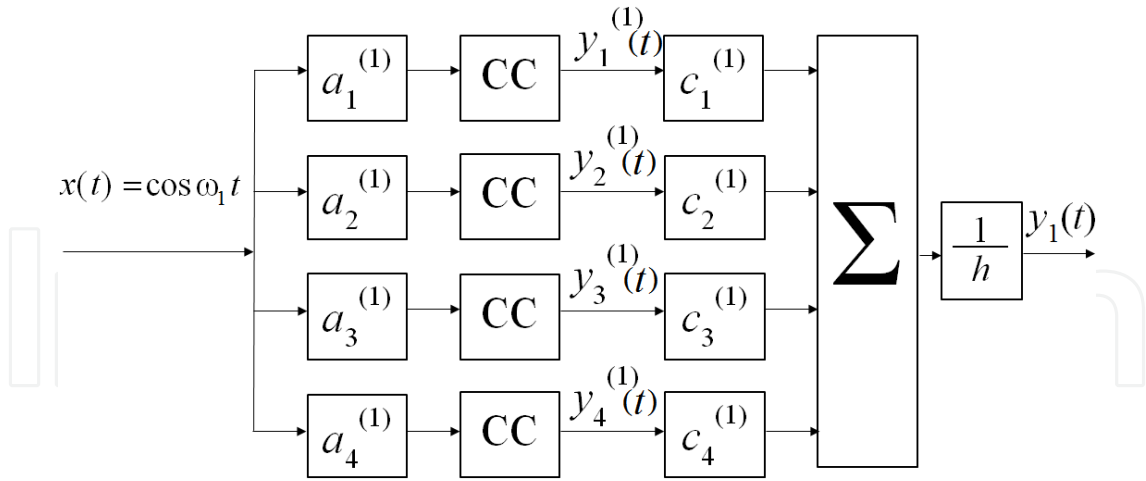 x(t) = cos ω₁ t
a₁⁽¹⁾ CC y₁⁽¹⁾(t) c₁⁽¹⁾
a₂⁽¹⁾ CC y₂⁽¹⁾(t) c₂⁽¹⁾
a₃⁽¹⁾ CC y₃⁽¹⁾(t) c₃⁽¹⁾
a₄⁽¹⁾ CC y₄⁽¹⁾(t) c₄⁽¹⁾
Σ
1/h
y₁(t)